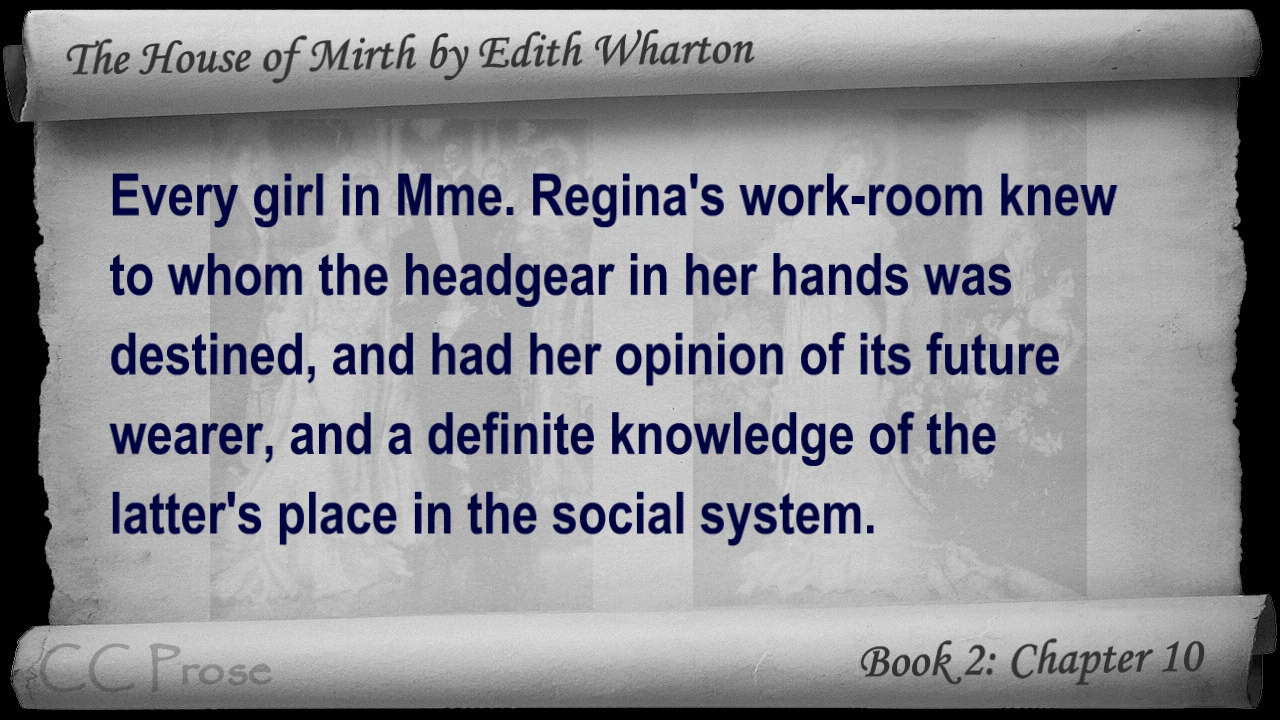 The House of Mirth by Edith Wharton
Every girl in Mme. Regina's work-room knew
to whom the headgear in her hands was
destined, and had her opinion of its future
wearer, and a definite knowledge of the
latter's place in the social system.
CC Prose
Book 2: Chapter 10